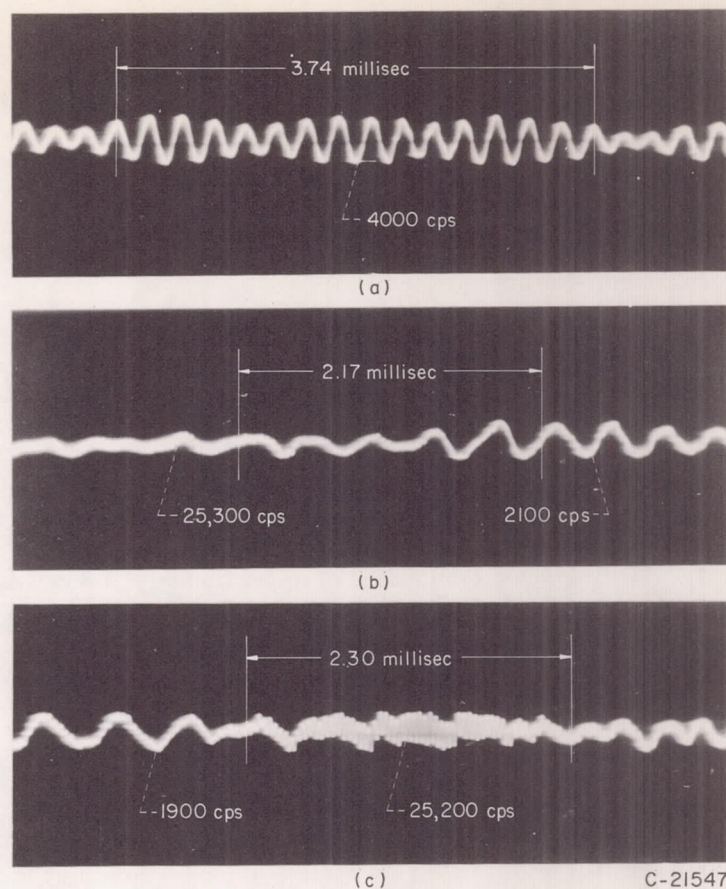 3.74 millisec
4000 cps
(a)
2.17 millisec
25,300 cps
2100 cps
(b)
2.30 millisec
1900 cps
25,200 cps
(c)
C-21547